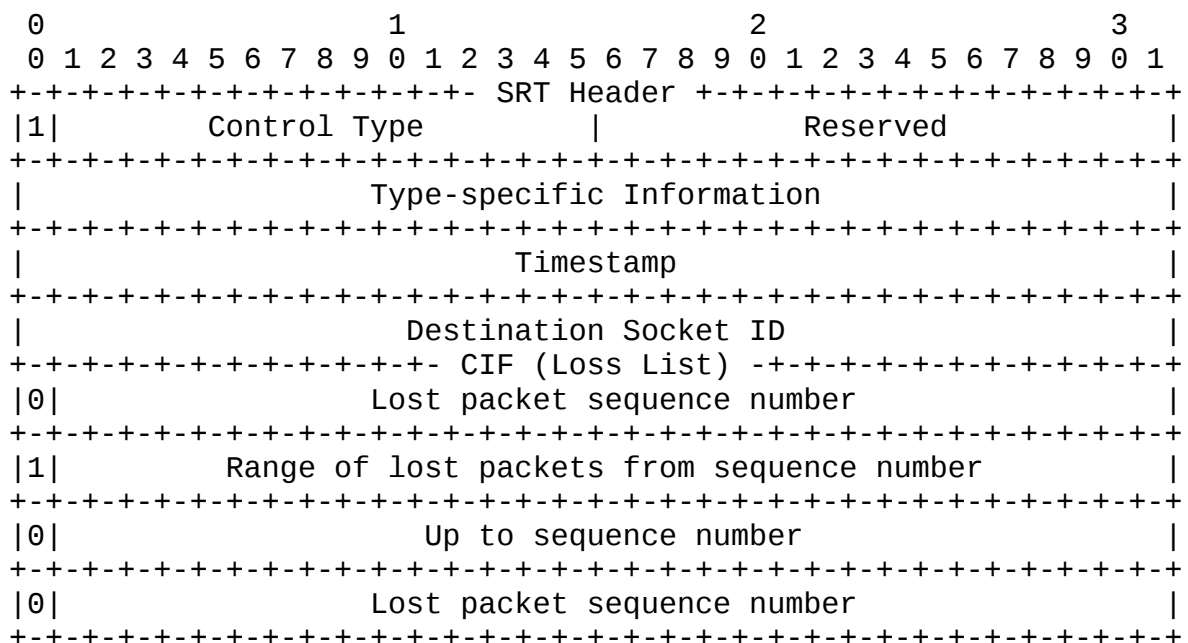 0                   1                   2                   3
 0 1 2 3 4 5 6 7 8 9 0 1 2 3 4 5 6 7 8 9 0 1 2 3 4 5 6 7 8 9 0 1
+-+-+-+-+-+-+-+-+-+-+-+-+- SRT Header +-+-+-+-+-+-+-+-+-+-+-+-+-+
|1|        Control Type         |           Reserved            |
+-+-+-+-+-+-+-+-+-+-+-+-+-+-+-+-+-+-+-+-+-+-+-+-+-+-+-+-+-+-+-+-+
|                   Type-specific Information                   |
+-+-+-+-+-+-+-+-+-+-+-+-+-+-+-+-+-+-+-+-+-+-+-+-+-+-+-+-+-+-+-+-+
|                           Timestamp                           |
+-+-+-+-+-+-+-+-+-+-+-+-+-+-+-+-+-+-+-+-+-+-+-+-+-+-+-+-+-+-+-+-+
|                     Destination Socket ID                     |
+-+-+-+-+-+-+-+-+-+-+-+- CIF (Loss List) -+-+-+-+-+-+-+-+-+-+-+-+
|0|                 Lost packet sequence number                 |
+-+-+-+-+-+-+-+-+-+-+-+-+-+-+-+-+-+-+-+-+-+-+-+-+-+-+-+-+-+-+-+-+
|1|         Range of lost packets from sequence number          |
+-+-+-+-+-+-+-+-+-+-+-+-+-+-+-+-+-+-+-+-+-+-+-+-+-+-+-+-+-+-+-+-+
|0|                    Up to sequence number                    |
+-+-+-+-+-+-+-+-+-+-+-+-+-+-+-+-+-+-+-+-+-+-+-+-+-+-+-+-+-+-+-+-+
|0|                 Lost packet sequence number                 |
+-+-+-+-+-+-+-+-+-+-+-+-+-+-+-+-+-+-+-+-+-+-+-+-+-+-+-+-+-+-+-+-+